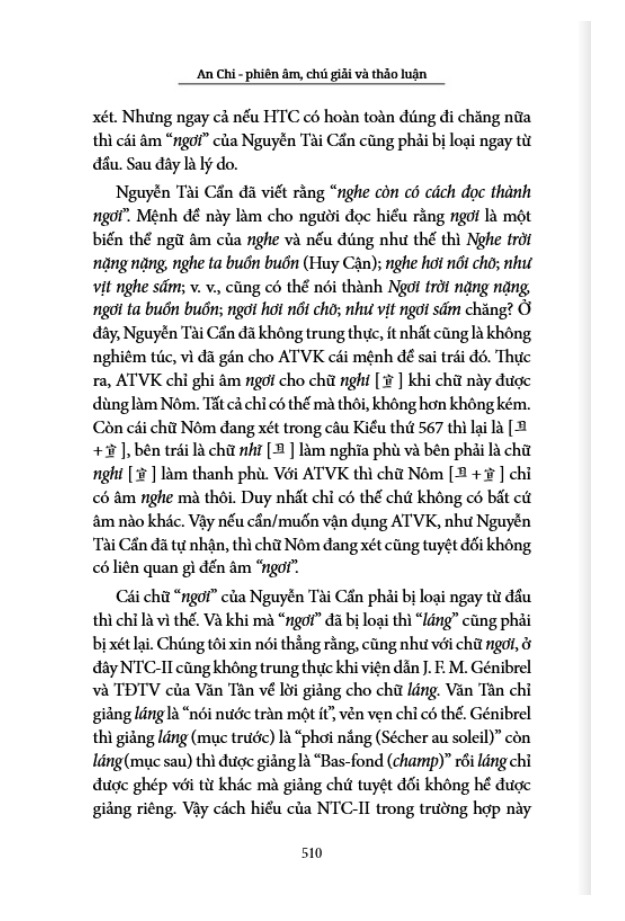 An Chi - phiên âm, chú giải và thảo luận
xét. Nhưng ngay cả nếu HTC có hoàn toàn đúng đi chăng nữa
thì cái âm “ngơi” của Nguyễn Tài Cẩn cũng phải bị loại ngay từ
đầu. Sau đây là lý do.
Nguyễn Tài Cẩn đã viết rằng “nghe còn có cách đọc thành
ngơi”. Mệnh đề này làm cho người đọc hiểu rằng ngơi là một
biến thể ngữ âm của nghe và nếu đúng như thế thì Nghe trời
nặng nặng, nghe ta buồn buồn (Huy Cận); nghe hơi nồi chõ; như
vịt nghe sấm; v. v., cũng có thể nói thành Ngơi trời nặng nặng,
ngơi ta buồn buồn; ngơi hơi nồi chõ; như vịt ngơi sấm chăng? Ở
đây, Nguyễn Tài Cẩn đã không trung thực, ít nhất cũng là không
nghiêm túc, vì đã gán cho ATVK cái mệnh đề sai trái đó. Thực
ra, ATVK chỉ ghi âm ngơi cho chữ nghi [宜] khi chữ này được
dùng làm Nôm. Tất cả chỉ có thế mà thôi, không hơn không kém.
Còn cái chữ Nôm đang xét trong câu Kiều thứ 567 thì lại là [
+ 宜], bên trái là chữ nhĩ [ ] làm nghĩa phù và bên phải là chữ
nghi [宜] làm thanh phù. Với ATVK thì chữ Nôm [ + 宜] chỉ
có âm nghe mà thôi. Duy nhất chỉ có thế chứ không có bất cứ
âm nào khác. Vậy nếu cần/muốn vận dụng ATVK, như Nguyễn
Tài Cẩn đã tự nhận, thì chữ Nôm đang xét cũng tuyệt đối không
có liên quan gì đến âm “ngơi”.
Cái chữ “ngơi” của Nguyễn Tài Cẩn phải bị loại ngay từ đầu
thì chỉ là vì thế. Và khi mà “ngơi” đã bị loại thì “láng” cũng phải
bị xét lại. Chúng tôi xin nói thẳng rằng, cũng như với chữ ngơi, ở
đây NTC-II cũng không trung thực khi viện dẫn J. F. M. Génibrel
và TĐTV của Văn Tân về lời giảng cho chữ láng. Văn Tân chỉ
giảng láng là “nói nước tràn một ít”, vẻn vẹn chỉ có thế. Génibrel
thì giảng láng (mục trước) là “phơi nắng (Sécher au soleil)” còn
láng (mục sau) thì được giảng là “Bas-fond (champ)” rồi láng chỉ
được ghép với từ khác mà giảng chứ tuyệt đối không hề được
giảng riêng. Vậy cách hiểu của NTC-II trong trường hợp này
510